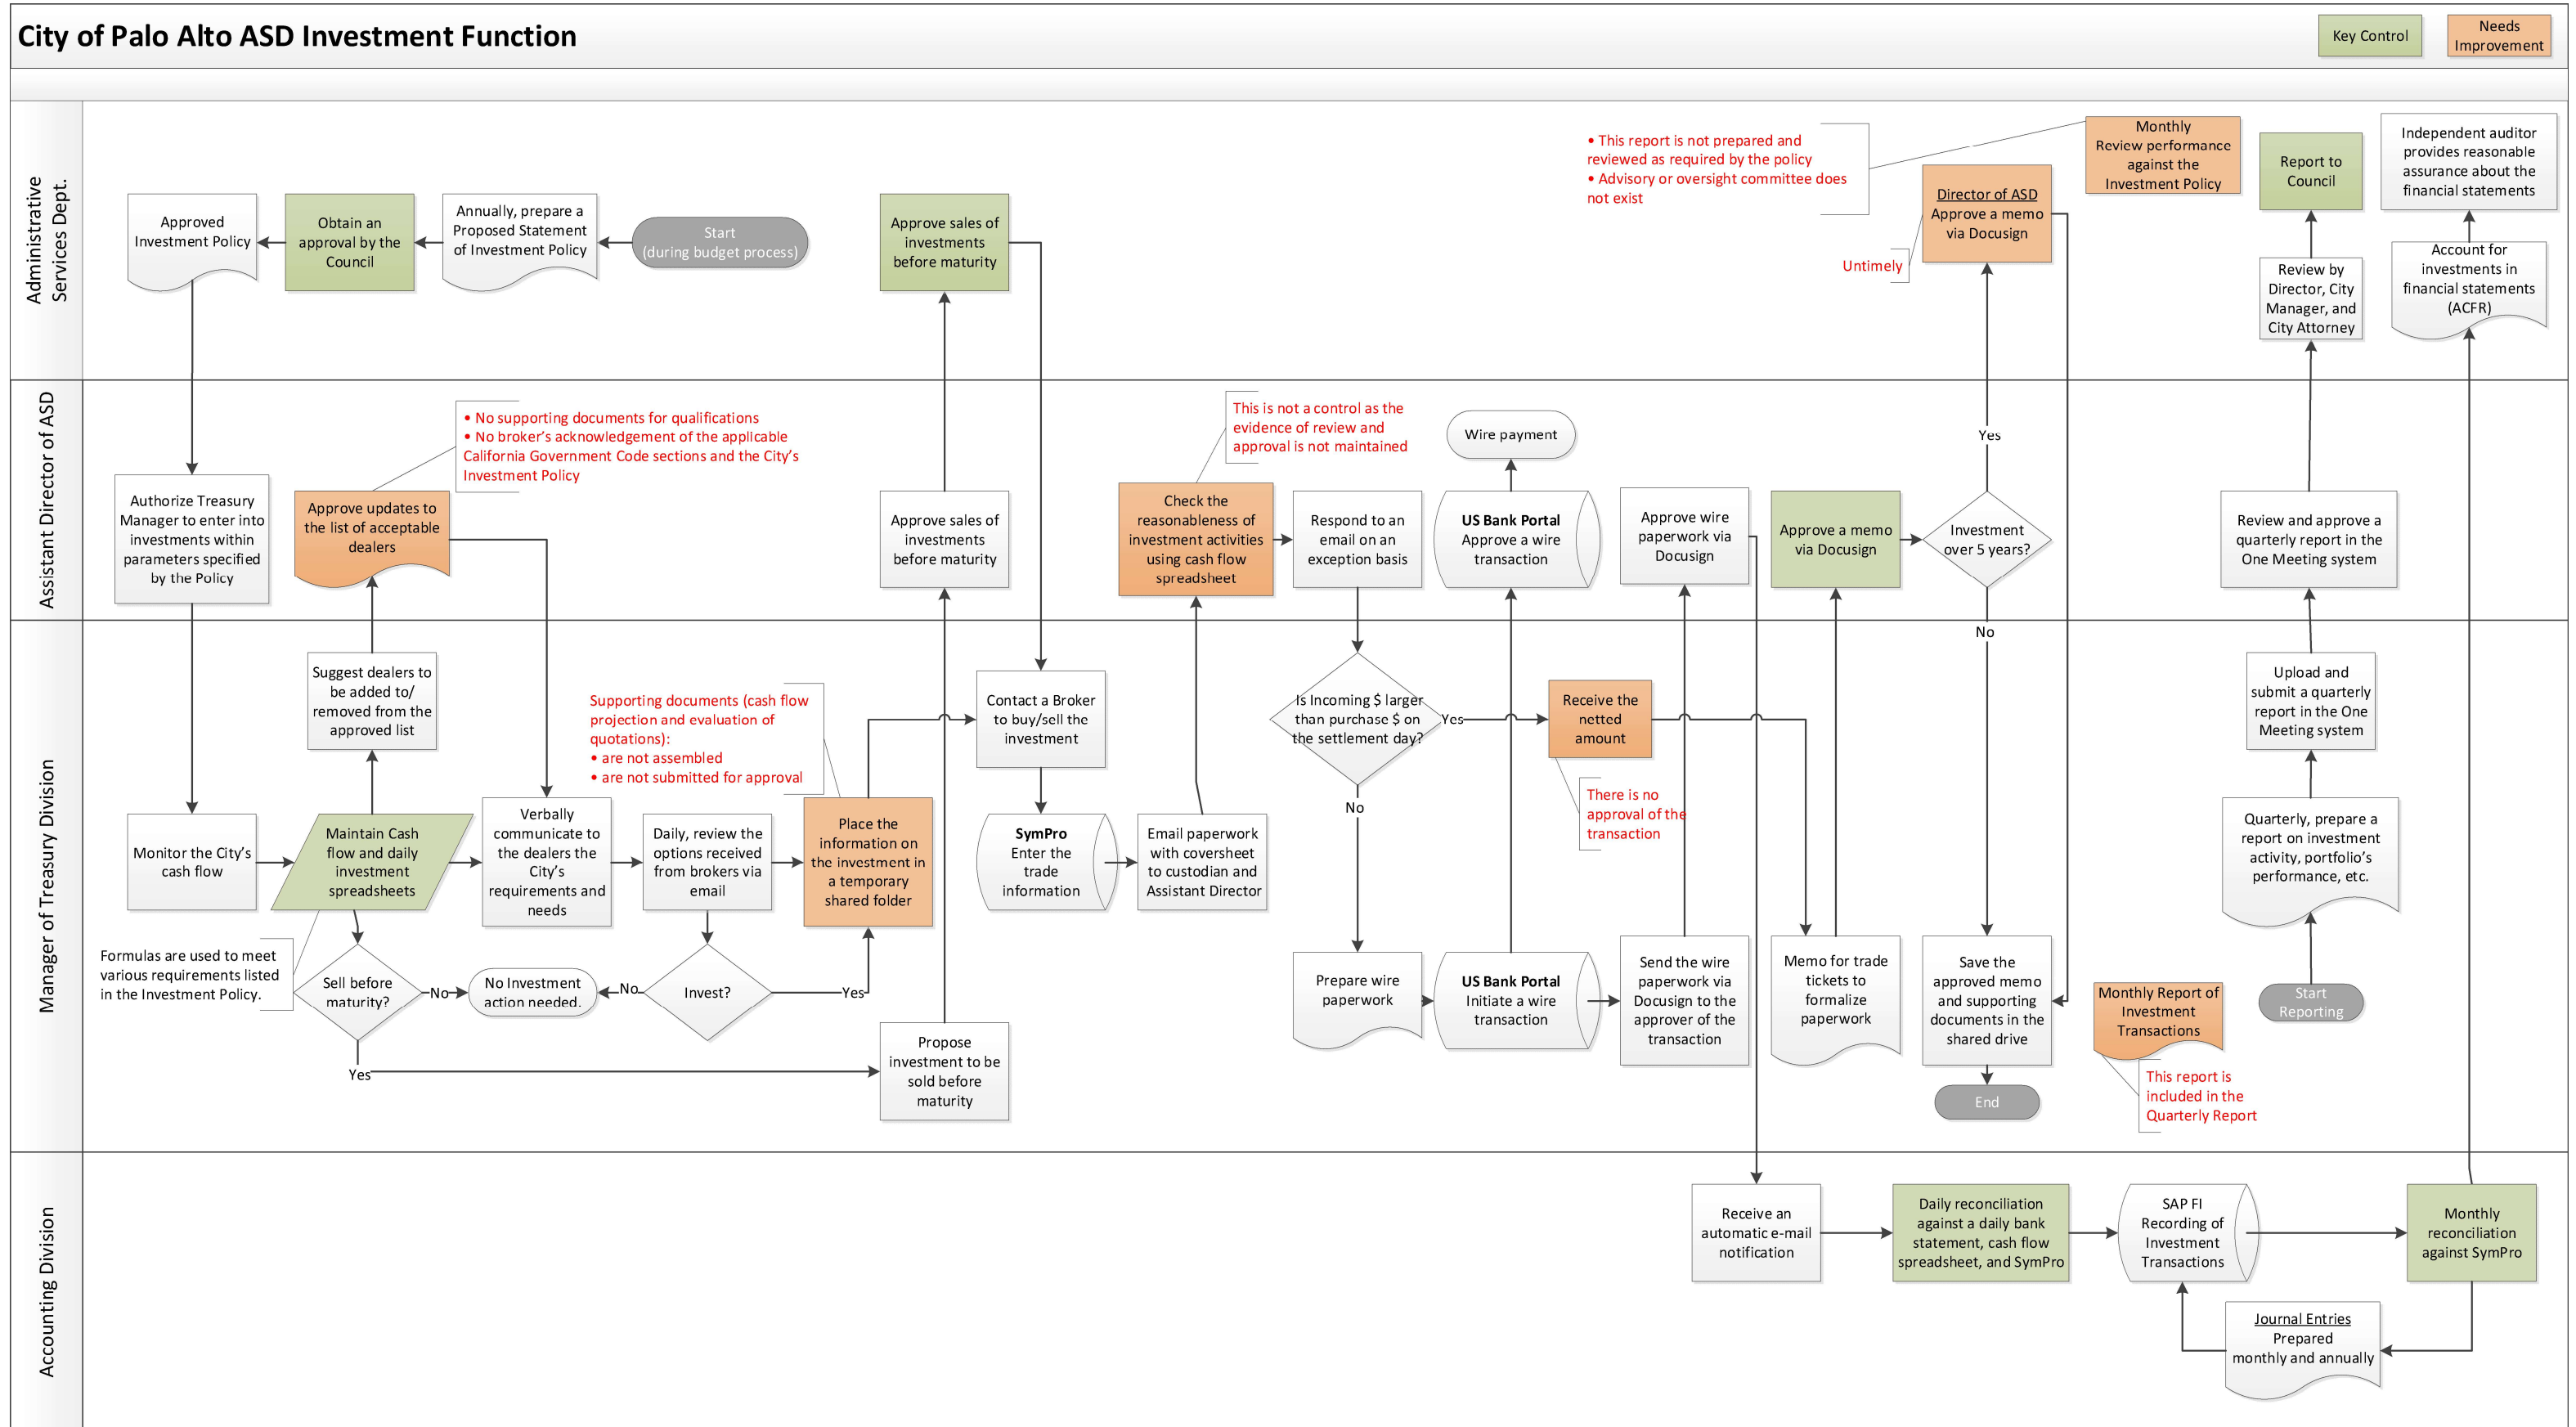 City of Palo Alto ASD Investment Function
Key Control
Needs
Improvement
Administrative
Services Dept.
Approved
Investment Policy
Obtain an
approval by the
Council
Annually, prepare a
Proposed Statement
of Investment Policy
Start
(during budget process)
Approve sales of
investments
before maturity
• This report is not prepared and
reviewed as required by the policy
• Advisory or oversight committee does
not exist
Untimely
Director of ASD
Approve a memo
via Docusign
Monthly
Review performance
against the
Investment Policy
Report to
Council
Review by
Director, City
Manager, and
City Attorney
Independent auditor
provides reasonable
assurance about the
financial statements
Account for
investments in
financial statements
(ACFR)
Assistant Director of ASD
Authorize Treasury
Manager to enter into
investments within
parameters specified
by the Policy
Approve updates to
the list of acceptable
dealers
• No supporting documents for qualifications
• No broker's acknowledgement of the applicable
California Government Code sections and the City's
Investment Policy
Approve sales of
investments
before maturity
Check the
reasonableness of
investment activities
using cash flow
spreadsheet
This is not a control as the
evidence of review and
approval is not maintained
Respond to an
email on an
exception basis
Wire payment
US Bank Portal
Approve a wire
transaction
Approve wire
paperwork via
Docusign
Approve a memo
via Docusign
Investment
over 5 years?
Yes
No
Review and approve a
quarterly report in the
One Meeting system
Manager of Treasury Division
Monitor the City's
cash flow
Suggest dealers to
be added to/
removed from the
approved list
Maintain Cash
flow and daily
investment
spreadsheets
Formulas are used to meet
various requirements listed
in the Investment Policy.
Sell before
maturity?
No
Yes
No Investment
action needed.
Verbally
communicate to
the dealers the
City's
requirements and
needs
Daily, review the
options received
from brokers via
email
Invest?
No
Yes
Supporting documents (cash flow
projection and evaluation of
quotations):
• are not assembled
• are not submitted for approval
Place the
information on
the investment in
a temporary
shared folder
Propose
investment to be
sold before
maturity
Contact a Broker
to buy/sell the
investment
SymPro
Enter the
trade
information
Email paperwork
with coversheet
to custodian and
Assistant Director
Is Incoming $ larger
than purchase $ on
the settlement day?
Yes
No
Receive the
netted
amount
There is no
approval of the
transaction
Prepare wire
paperwork
US Bank Portal
Initiate a wire
transaction
Send the wire
paperwork via
Docusign to the
approver of the
transaction
Memo for trade
tickets to
formalize
paperwork
Save the
approved memo
and supporting
documents in the
shared drive
End
Monthly Report of
Investment
Transactions
This report is
included in the
Quarterly Report
Upload and
submit a quarterly
report in the One
Meeting system
Quarterly, prepare a
report on investment
activity, portfolio's
performance, etc.
Start
Reporting
Accounting Division
Receive an
automatic e-mail
notification
Daily reconciliation
against a daily bank
statement, cash flow
spreadsheet, and SymPro
SAP FI
Recording of
Investment
Transactions
Monthly
reconciliation
against SymPro
Journal Entries
Prepared
monthly and annually